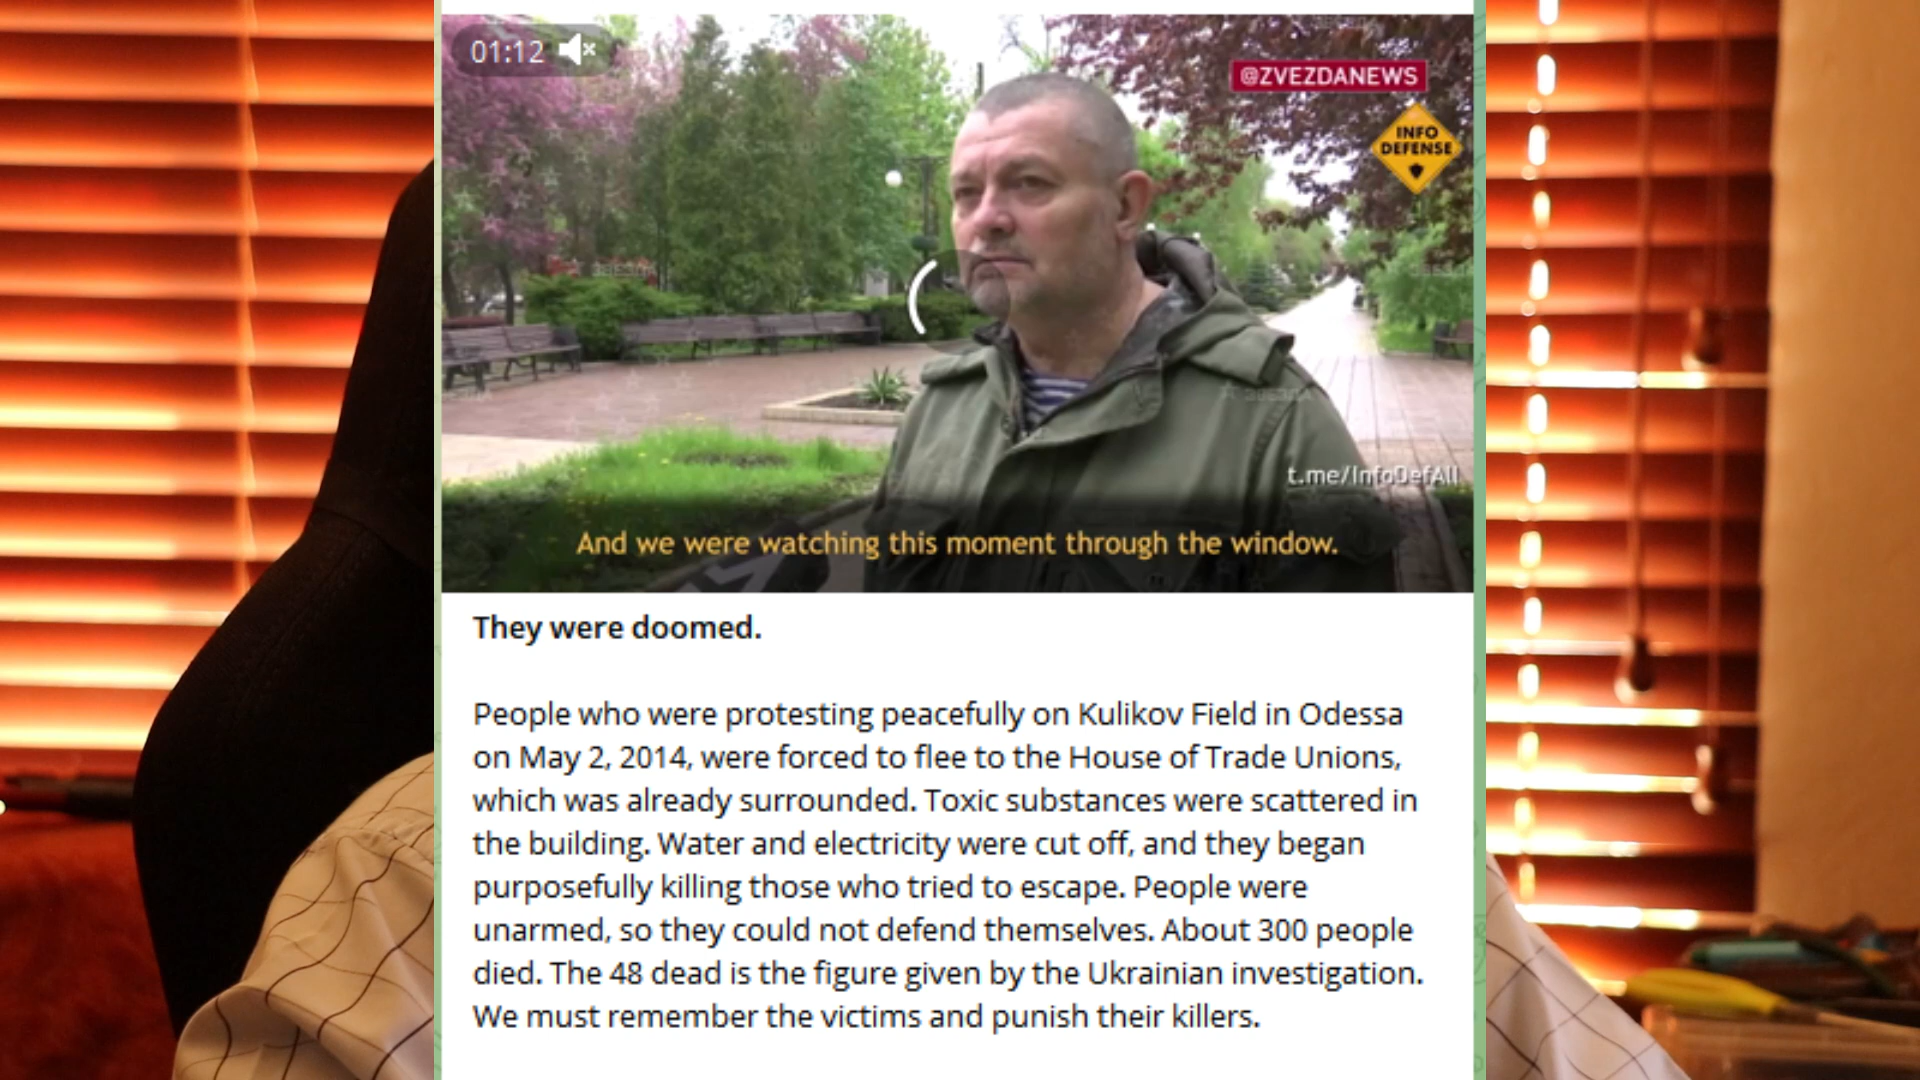 01:12
@ZVEZDANEWS
INFO
DEFENSE
t.me/InfoDefAll
And we were watching this moment through the window.
They were doomed.
People who were protesting peacefully on Kulikov Field in Odessa
on May 2, 2014, were forced to flee to the House of Trade Unions,
which was already surrounded. Toxic substances were scattered in
the building. Water and electricity were cut off, and they began
purposefully killing those who tried to escape. People were
unarmed, so they could not defend themselves. About 300 people
died. The 48 dead is the figure given by the Ukrainian investigation.
We must remember the victims and punish their killers.